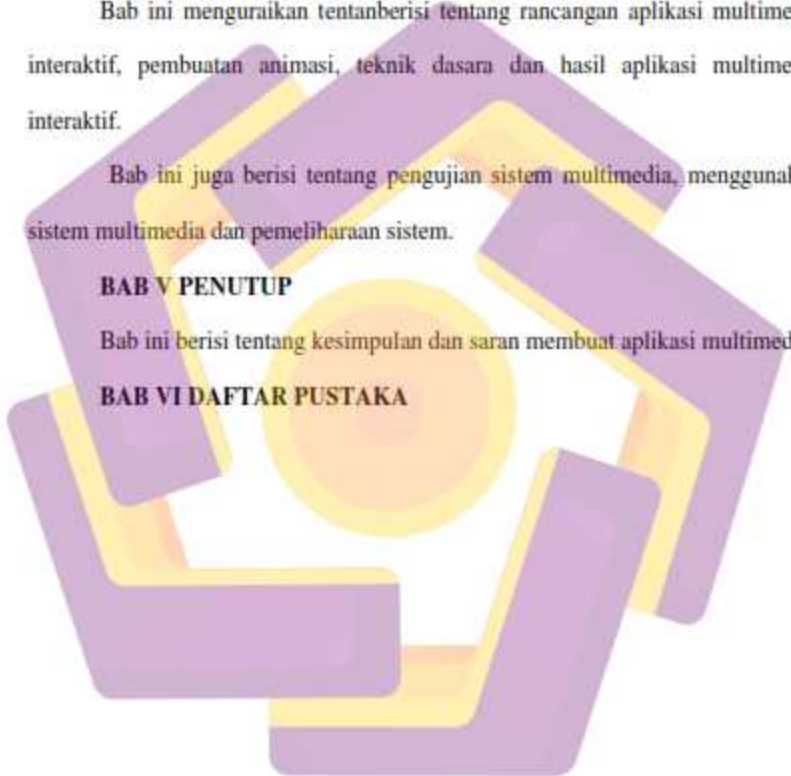 Bab ini menguraikan tentanberisi tentang rancangan aplikasi multime
interaktif, pembuatan animasi, teknik dasara dan hasil aplikasi multime
interaktif.
Bab ini juga berisi tentang pengujian sistem multimedia, menggunal
sistem multimedia dan pemeliharaan sistem.
BAB V PENUTUP
Bab ini berisi tentang kesimpulan dan saran membuat aplikasi multimed
BAB VI DAFTAR PUSTAKA